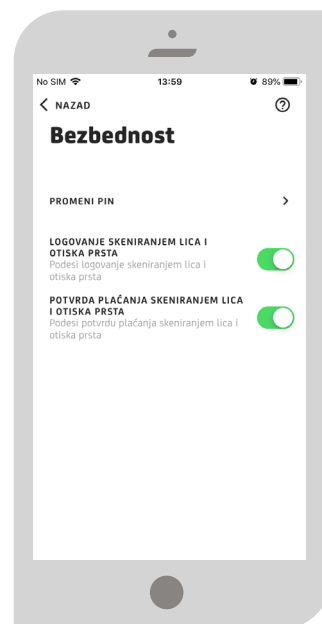 No SIM 13:59 89%
NAZAD
Bezbednost
PROMENI PIN
LOGOVANJE SKENIRANJEM LICA I
OTISKA PRSTA
Podesi logovanje skeniranjem lica i
otiska prsta
POTVRDA PLAĆANJA SKENIRANJEM LICA
I OTISKA PRSTA
Podesi potvrdu plaćanja skeniranjem lica i
otiska prsta